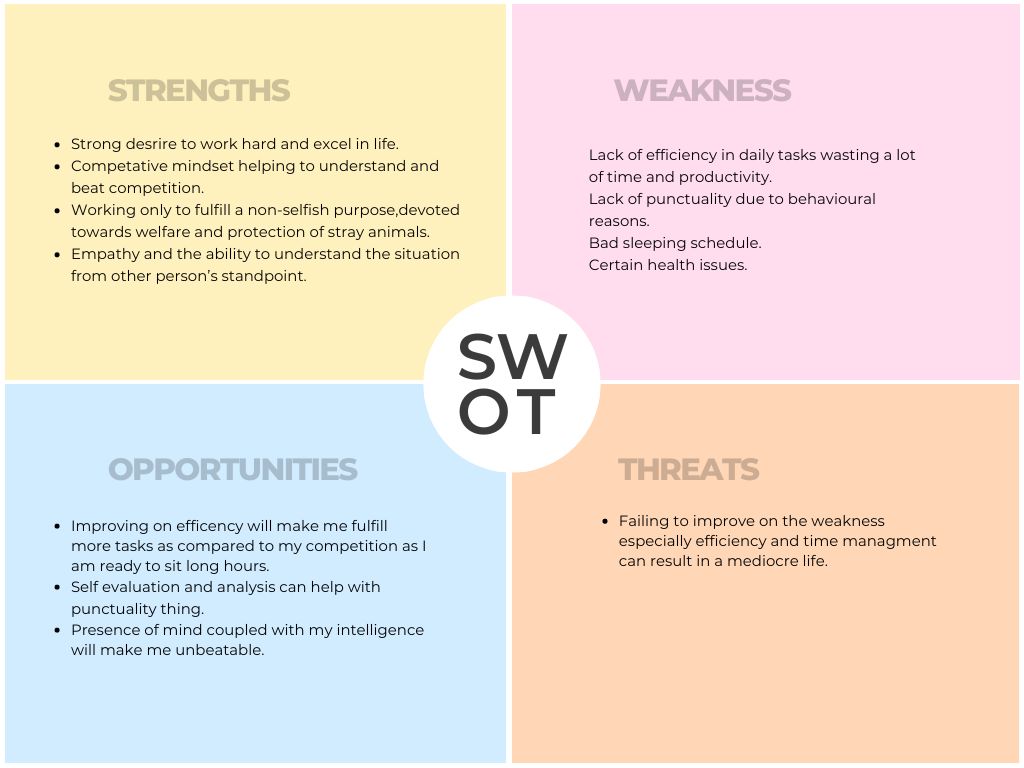 STRENGTHS
• Strong desrire to work hard and excel in life.
• Competative mindset helping to understand and
beat competition.
• Working only to fulfill a non-selfish purpose,devoted
towards welfare and protection of stray animals.
• Empathy and the ability to understand the situation
from other person's standpoint.
WEAKNESS
Lack of efficiency in daily tasks wasting a lot
of time and productivity.
Lack of punctuality due to behavioural
reasons.
Bad sleeping schedule.
Certain health issues.
SW
OT
OPPORTUNITIES
• Improving on efficency will make me fulfill
more tasks as compared to my competition as I
am ready to sit long hours.
• Self evaluation and analysis can help with
punctuality thing.
• Presence of mind coupled with my intelligence
will make me unbeatable.
THREATS
• Failing to improve on the weakness
especially efficiency and time managment
can result in a mediocre life.